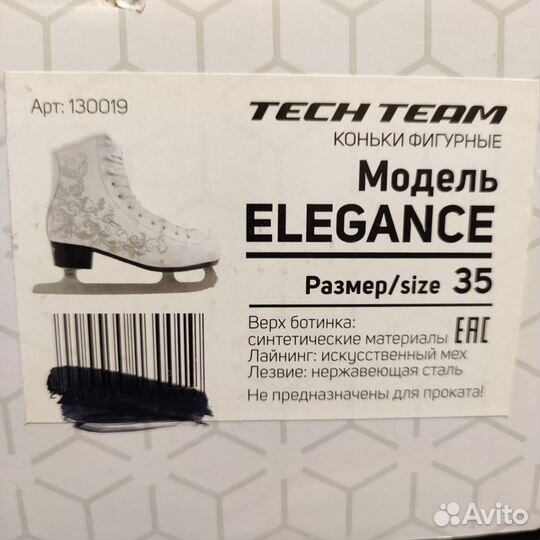 Арт: 130019
TECH TEAM
КОНЬКИ ФИГУРНЫЕ
Модель
ELEGANCE
Размер/size 35
Верх ботинка:
синтетические материалы
EAC
Лайнинг: искусственный мех
Лезвие: нержавеющая сталь
Не предназначены для проката!
Avito